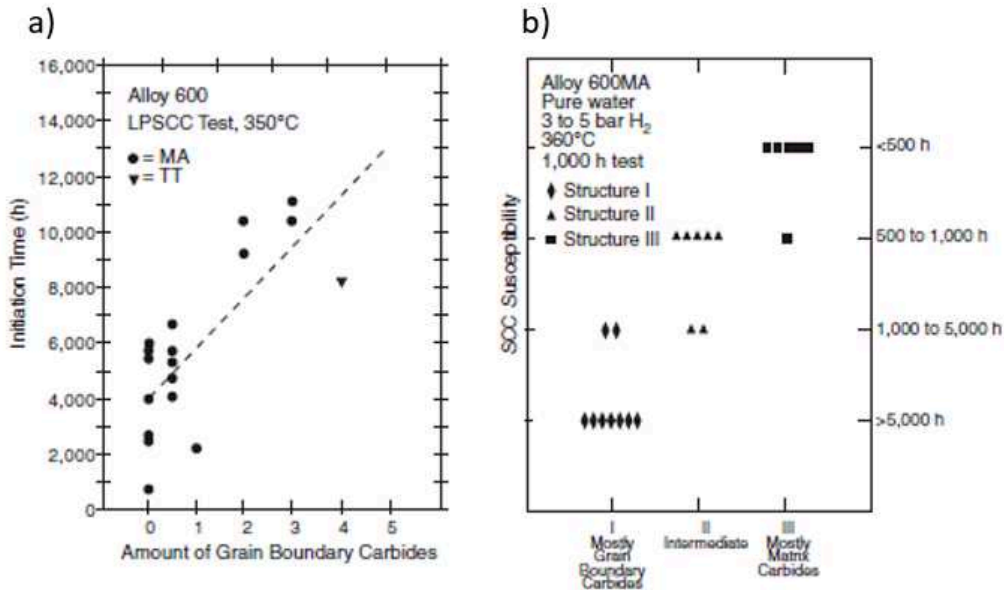 a)
16,000
14,000
12,000
10,000
8,000
6,000
4,000
2,000
0
Initiation Time (h)
Alloy 600
LPSCC Test, 350°C
● = MA
▼ = TT
0 1 2 3 4 5
Amount of Grain Boundary Carbides
b)
SCC Susceptibility
Alloy 600MA
Pure water
3 to 5 bar H₂
360°C
1,000 h test
♦ Structure I
▲ Structure II
■ Structure III
<500 h
500 to 1,000 h
1,000 to 5,000 h
>5,000 h
I
Mostly
Grain
Boundary
Carbides
II
Intermediate
III
Mostly
Matrix
Carbides